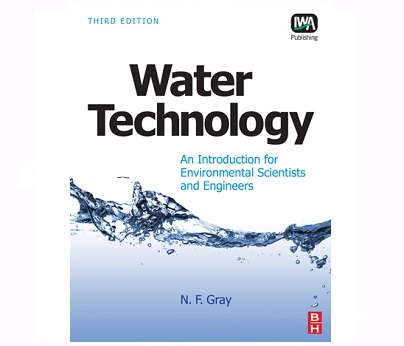 THIRD EDITION
IWA
Publishing
Water
Technology
An Introduction for
Environmental Scientists
and Engineers
N. F. Gray
B
H